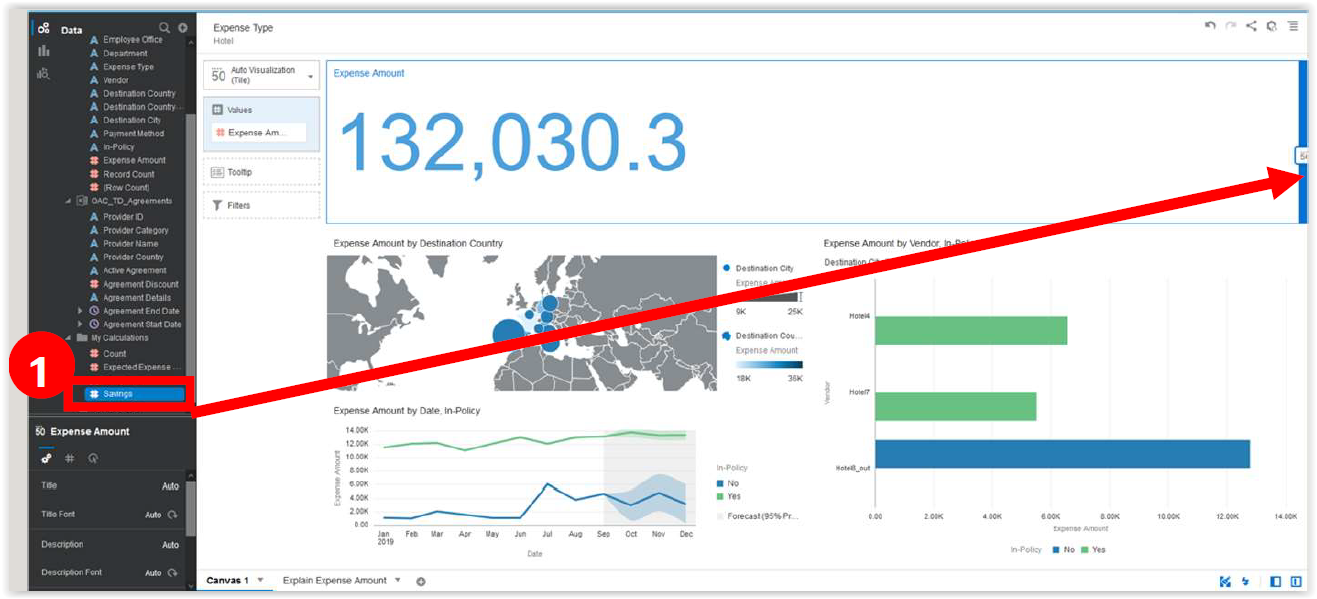 Data
Employee Office
Department
Expense Type
Vendor
Destination Country
Destination Country...
Destination City
Payment Method
In-Policy
Expense Amount
Record Count
(Row Count)
OAC_TD_Agreements
Provider ID
Provider Category
Provider Name
Provider Country
Active Agreement
Agreement Discount
Agreement Details
Agreement End Date
Agreement Start Date
My Calculations
Count
Expected Expense ...
1
Savings
50 Expense Amount
Title Auto
Title Font Auto
Description Auto
Description Font Auto
Expense Type
Hotel
50 Auto Visualization
(Tile)
Values
Expense Am...
Tooltip
Filters
Expense Amount
132,030.3
Expense Amount by Destination Country
Destination City
Expense Amount
9K 25K
Destination Cou...
Expense Amount
18K 35K
Expense Amount by Date, In-Policy
Expense Amount
14.00K
12.00K
10.00K
8.00K
6.00K
4.00K
2.00K
0.00
Jan Feb Mar Apr May Jun Jul Aug Sep Oct Nov Dec
2019
Date
In-Policy
No
Yes
Forecast (95% Pr...
Expense Amount by Vendor, In-Pol
Destination City
Vendor
Hotel4
Hotel7
Hotel8_out
0.00 2.00K 4.00K 6.00K 8.00K 10.00K 12.00K 14.00K
Expense Amount
In-Policy No Yes
Canvas 1 Explain Expense Amount